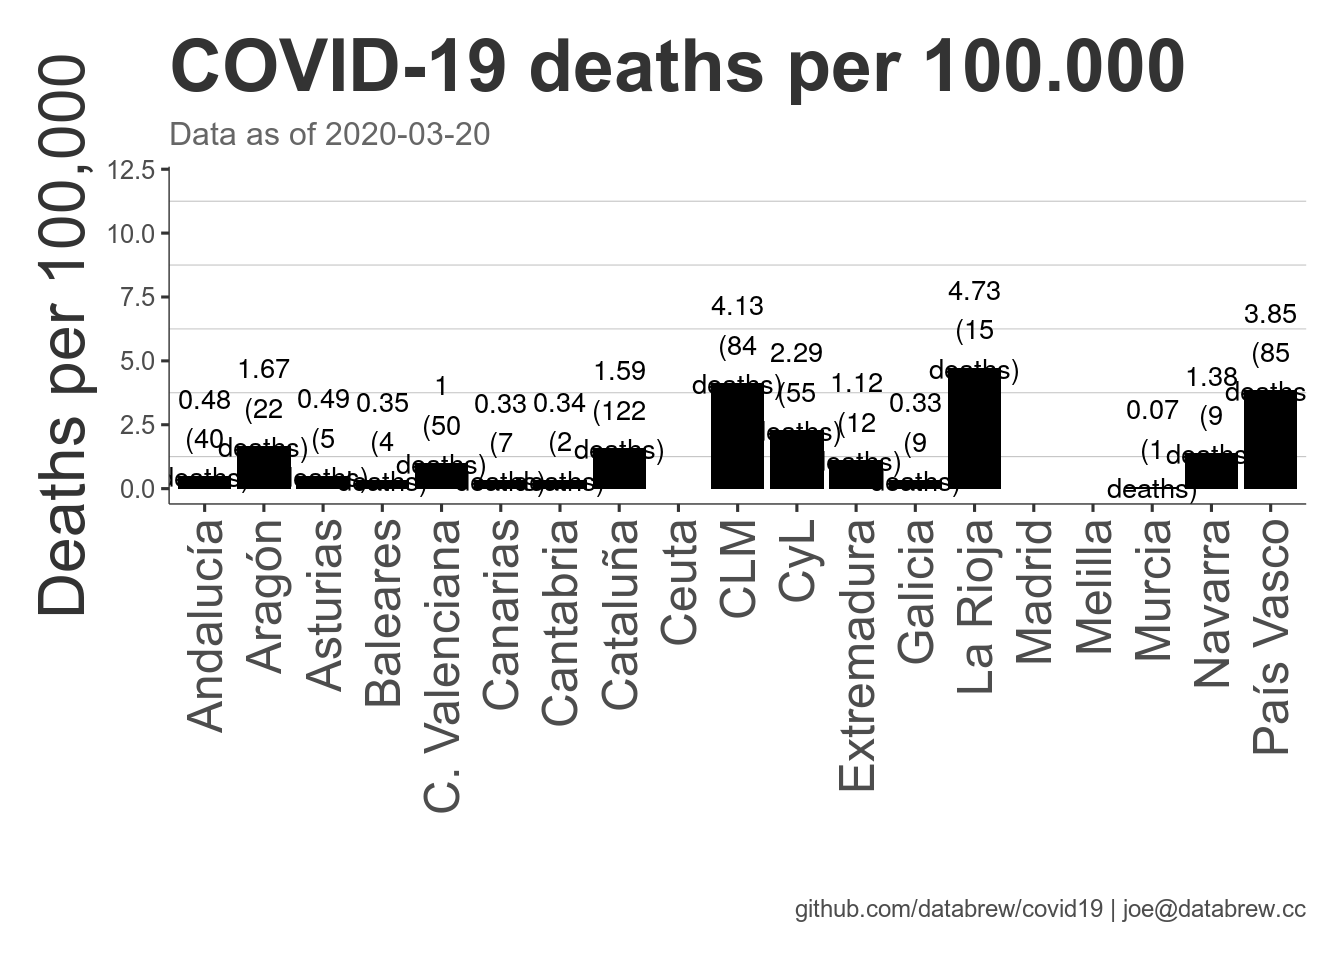 COVID-19 deaths per 100.000
Data as of 2020-03-20
Deaths per 100,000
12.5
10.0
7.5
5.0
2.5
0.0
0.48
(40
deaths)
1.67
(22
deaths)
0.49
(5
deaths)
0.35
(4
deaths)
1
(50
deaths)
0.33
(7
deaths)
0.34
(2
deaths)
1.59
(122
deaths)
4.13
(84
deaths)
2.29
(55
deaths)
1.12
(12
deaths)
0.33
(9
deaths)
4.73
(15
deaths)
0.07
(1
deaths)
1.38
(9
deaths)
3.85
(85
deaths
Andalucía
Aragón
Asturias
Baleares
C. Valenciana
Canarias
Cantabria
Cataluña
Ceuta
CLM
CyL
Extremadura
Galicia
La Rioja
Madrid
Melilla
Murcia
Navarra
País Vasco
github.com/databrew/covid19 | joe@databrew.cc